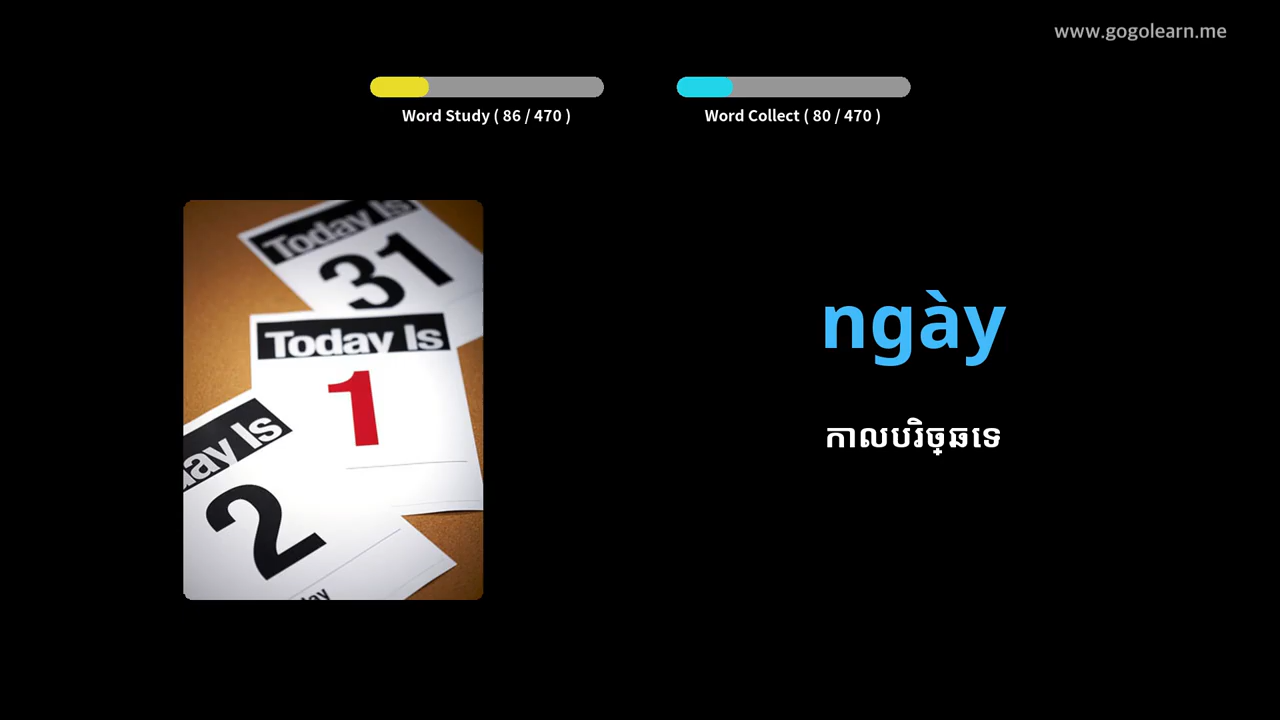 www.gogolearn.me
Word Study ( 86 / 470 )
Word Collect ( 80 / 470 )
Today Is
31
Today Is
1
ay Is
2
ngày
កាលបរិច្ឆទេ